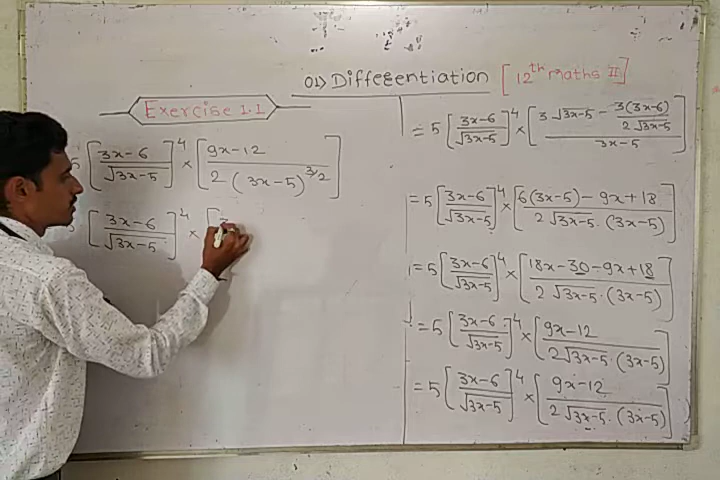 01) Differentiation [12th maths II]
Exercise 1.1
5 [(3x-6)/√(3x-5)]^4 × [(9x-12)/(2(3x-5)^(3/2))]
[(3x-6)/√(3x-5)]^4 × [3
= 5 [(3x-6)/√(3x-5)]^4 × [(3√(3x-5) - 3(3x-6)/(2√(3x-5)))/(3x-5)]
= 5 [(3x-6)/√(3x-5)]^4 × [(6(3x-5) - 9x+18)/(2√(3x-5)·(3x-5))]
= 5 [(3x-6)/√(3x-5)]^4 × [(18x-30-9x+18)/(2√(3x-5)·(3x-5))]
= 5 [(3x-6)/√(3x-5)]^4 × [(9x-12)/(2√(3x-5)·(3x-5))]
= 5 [(3x-6)/√(3x-5)]^4 × [(9x-12)/(2√(3x-5)·(3x-5))]